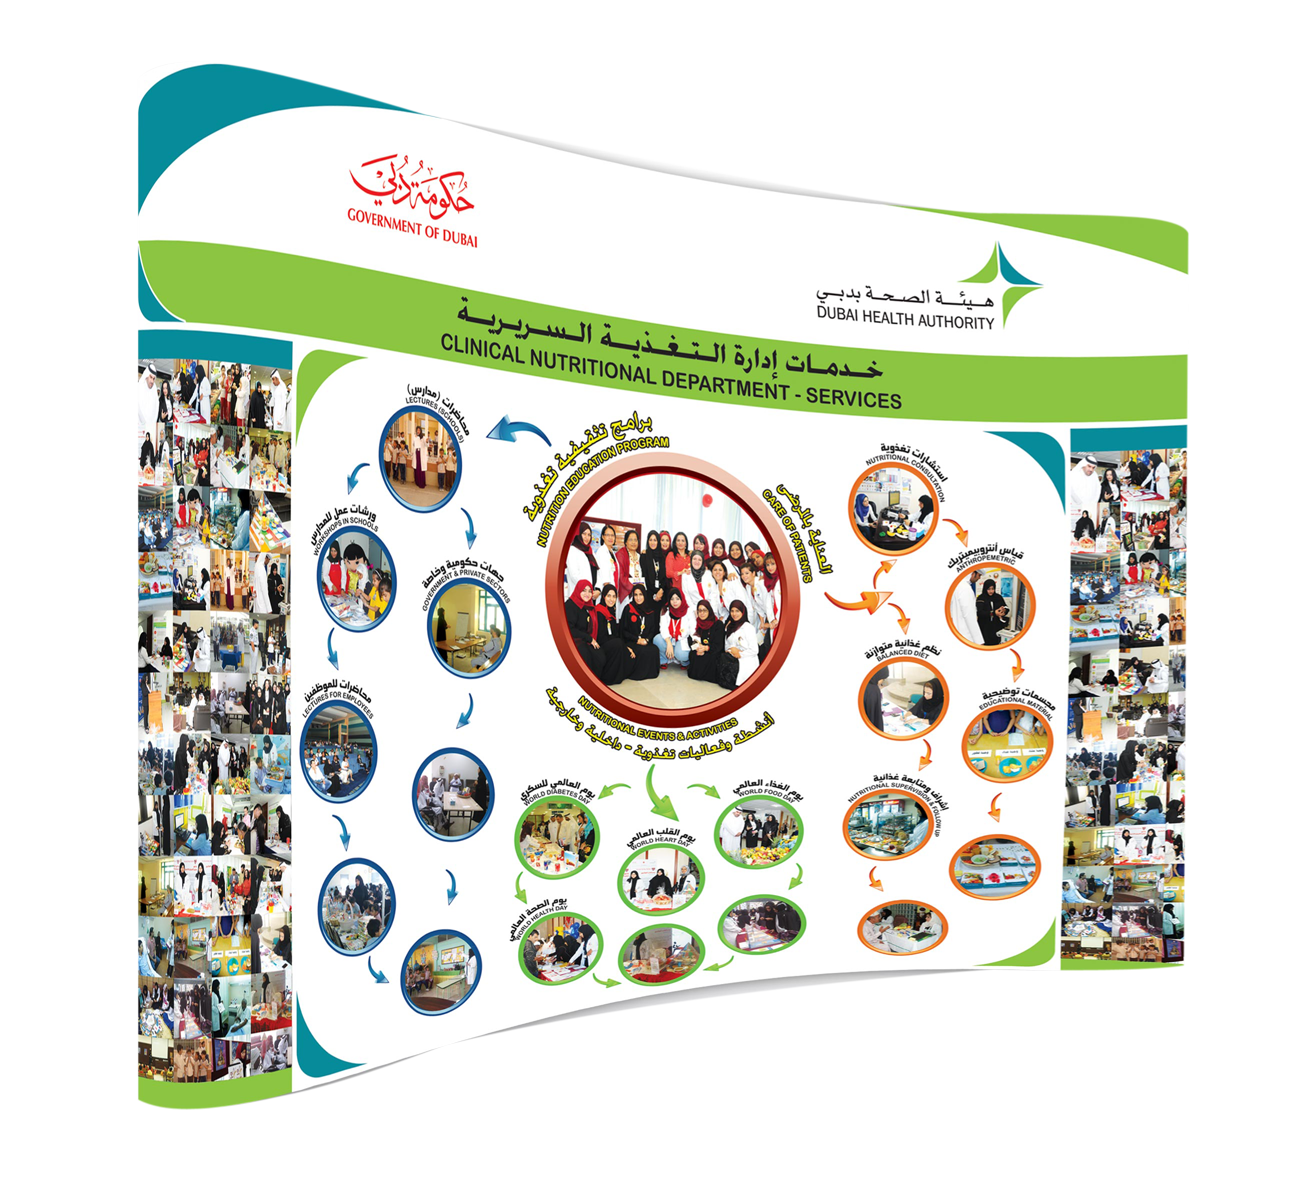 حكومة دبي
GOVERNMENT OF DUBAI
هيئة الصحة بدبي
DUBAI HEALTH AUTHORITY
خدمات إدارة التغذية السريرية
CLINICAL NUTRITIONAL DEPARTMENT - SERVICES
برامج تثقيفية تغذوية
NUTRITION EDUCATION PROGRAM
محاضرات (مدارس)
LECTURES (SCHOOLS)
ورشات عمل للمدارس
WORKSHOPS IN SCHOOLS
جهات حكومية وخاصة
GOVERNMENT & PRIVATE SECTORS
محاضرات للموظفين
LECTURES FOR EMPLOYEES
العناية بالمرضى
CARE OF PATIENTS
استشارات تغذوية
NUTRITIONAL CONSULTATION
قياس أنتروبيميتريك
ANTHROPEMETRIC
نظم غذائية متوازنة
BALANCED DIET
مجسمات توضيحية
EDUCATIONAL MATERIAL
إشراف ومتابعة غذائية
NUTRITIONAL SUPERVISION & FOLLOW UP
NUTRITIONAL EVENTS & ACTIVITIES
أنشطة وفعاليات تغذوية - داخلية وخارجية
يوم العالمي للسكري
WORLD DIABETES DAY
يوم القلب العالمي
WORLD HEART DAY
يوم الغذاء العالمي
WORLD FOOD DAY
يوم الصحة العالمي
WORLD HEALTH DAY